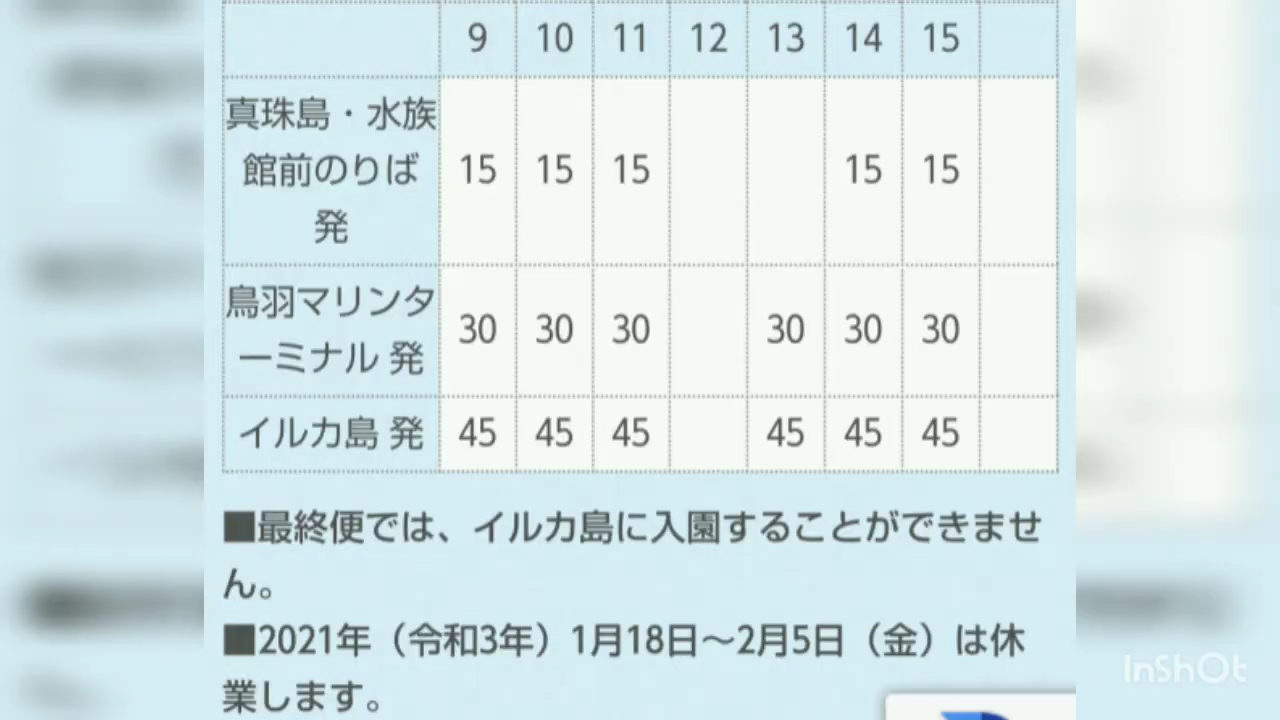 9 10 11 12 13 14 15
真珠島・水族
館前のりば
発
15 15 15 15 15
鳥羽マリンタ
ーミナル 発
30 30 30 30 30 30
イルカ島 発
45 45 45 45 45 45
■最終便では、イルカ島に入園することができませ
ん。
■2021年（令和3年）1月18日～2月5日（金）は休
業します。
InShOt